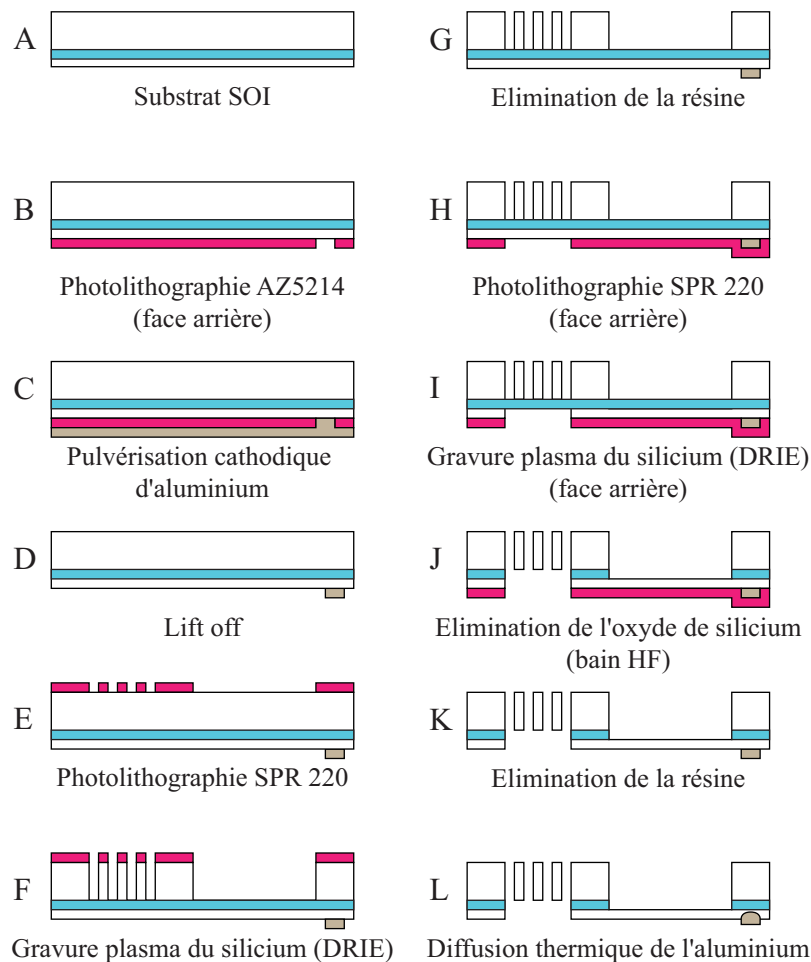 A
Substrat SOI
B
Photolithographie AZ5214
(face arrière)
C
Pulvérisation cathodique
d'aluminium
D
Lift off
E
Photolithographie SPR 220
F
Gravure plasma du silicium (DRIE)
G
Elimination de la résine
H
Photolithographie SPR 220
(face arrière)
I
Gravure plasma du silicium (DRIE)
(face arrière)
J
Elimination de l'oxyde de silicium
(bain HF)
K
Elimination de la résine
L
Diffusion thermique de l'aluminium